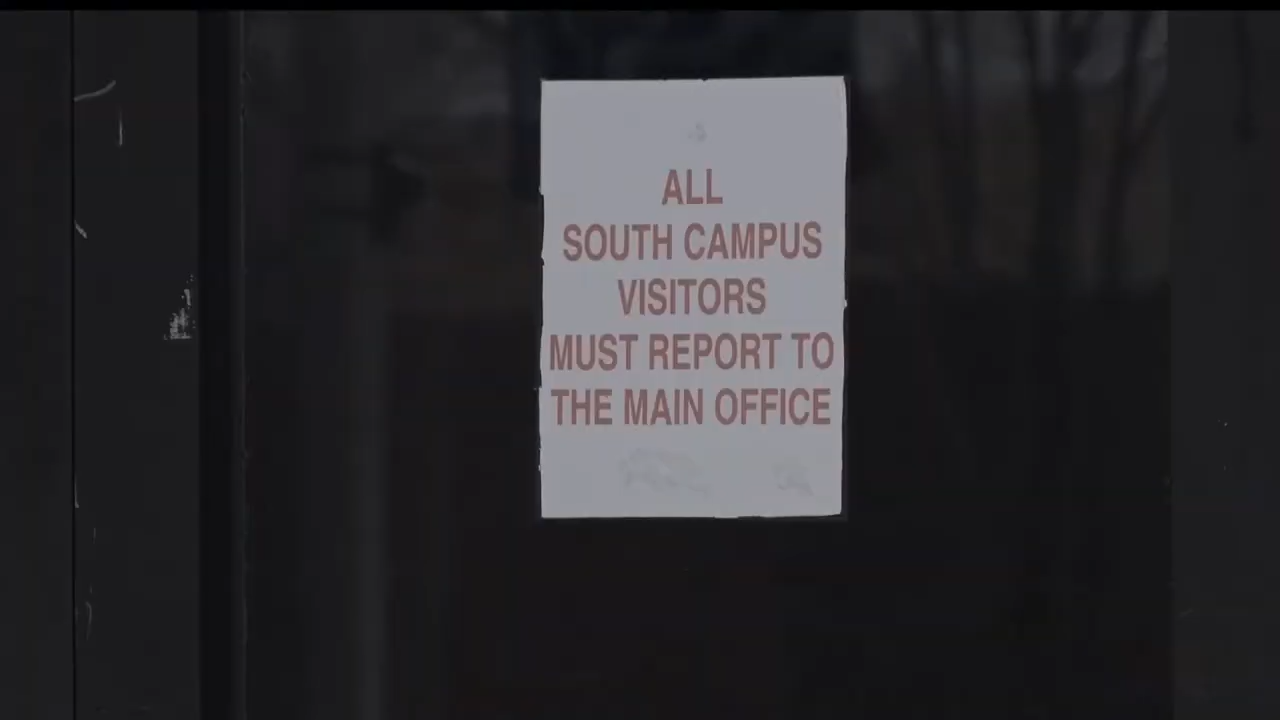 ALL
SOUTH CAMPUS
VISITORS
MUST REPORT TO
THE MAIN OFFICE